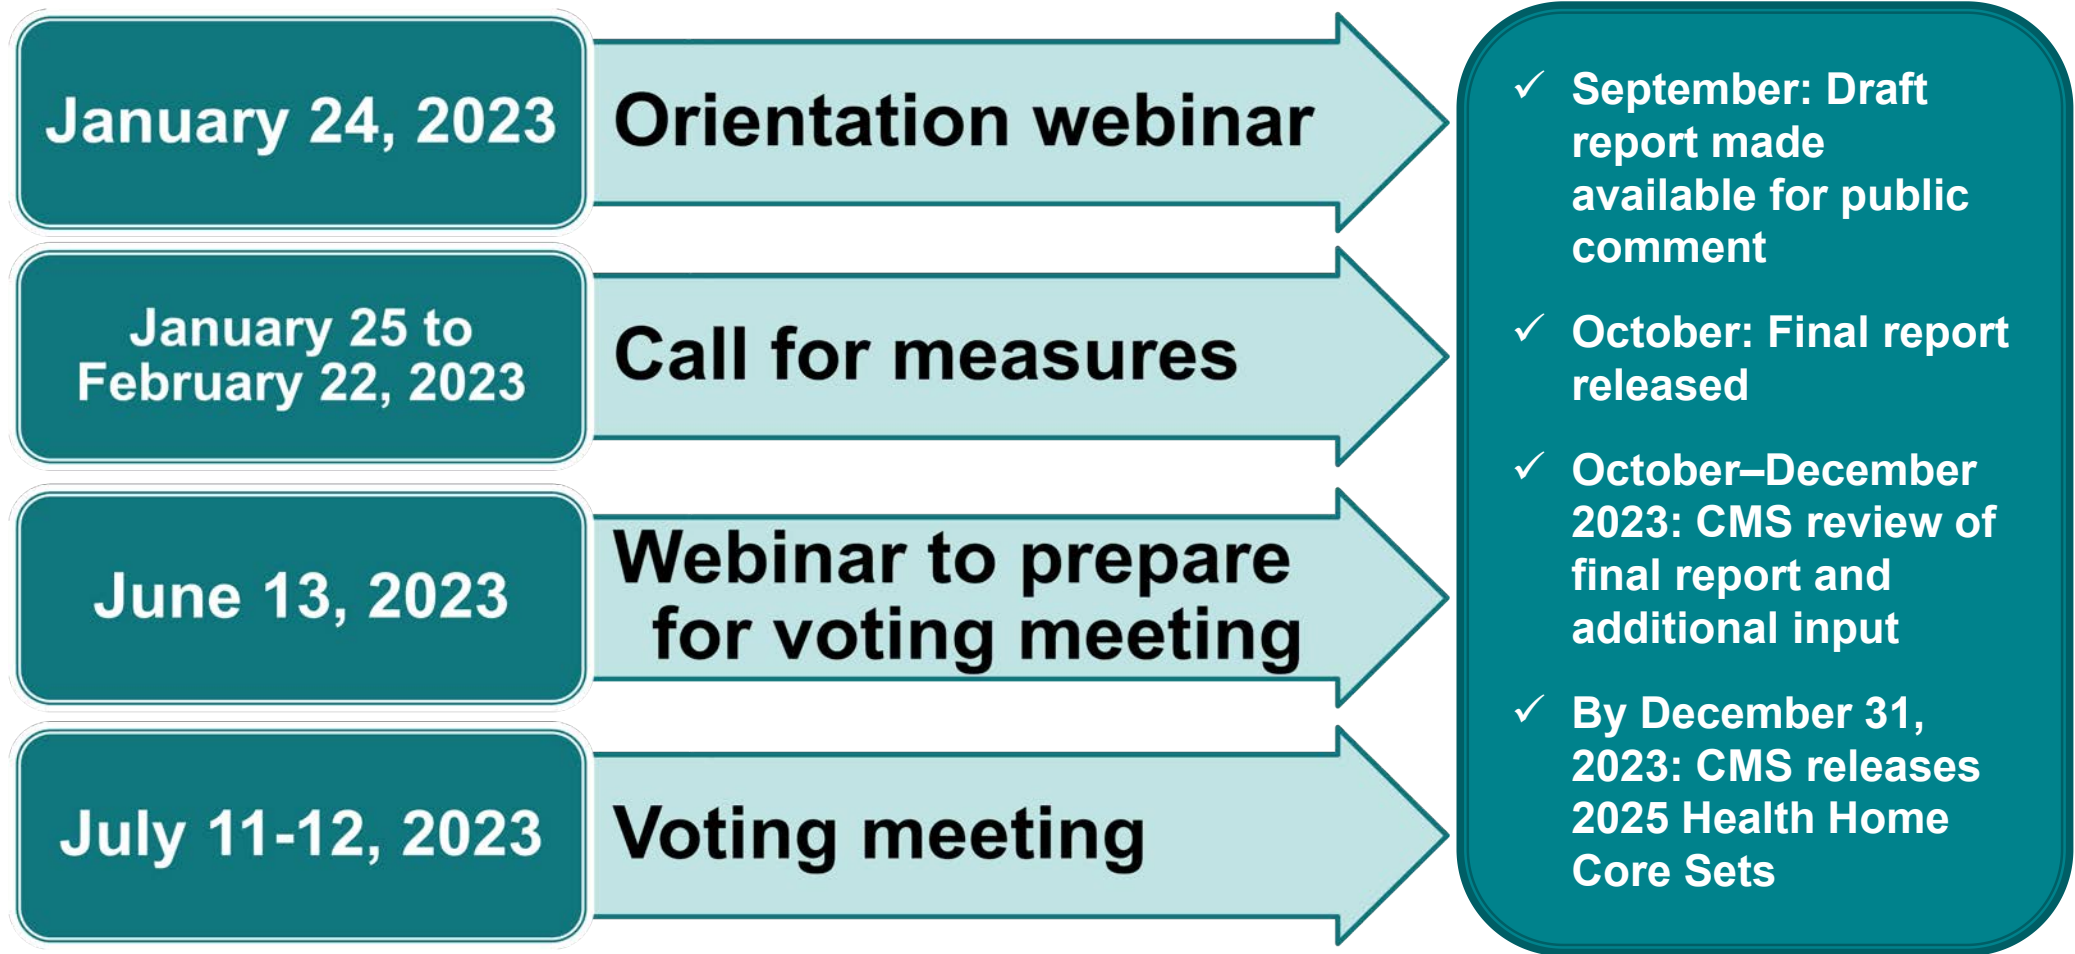 January 24, 2023
Orientation webinar
January 25 to
February 22, 2023
Call for measures
June 13, 2023
Webinar to prepare
for voting meeting
July 11-12, 2023
Voting meeting
✓ September: Draft
report made
available for public
comment
✓ October: Final report
released
✓ October–December
2023: CMS review of
final report and
additional input
✓ By December 31,
2023: CMS releases
2025 Health Home
Core Sets